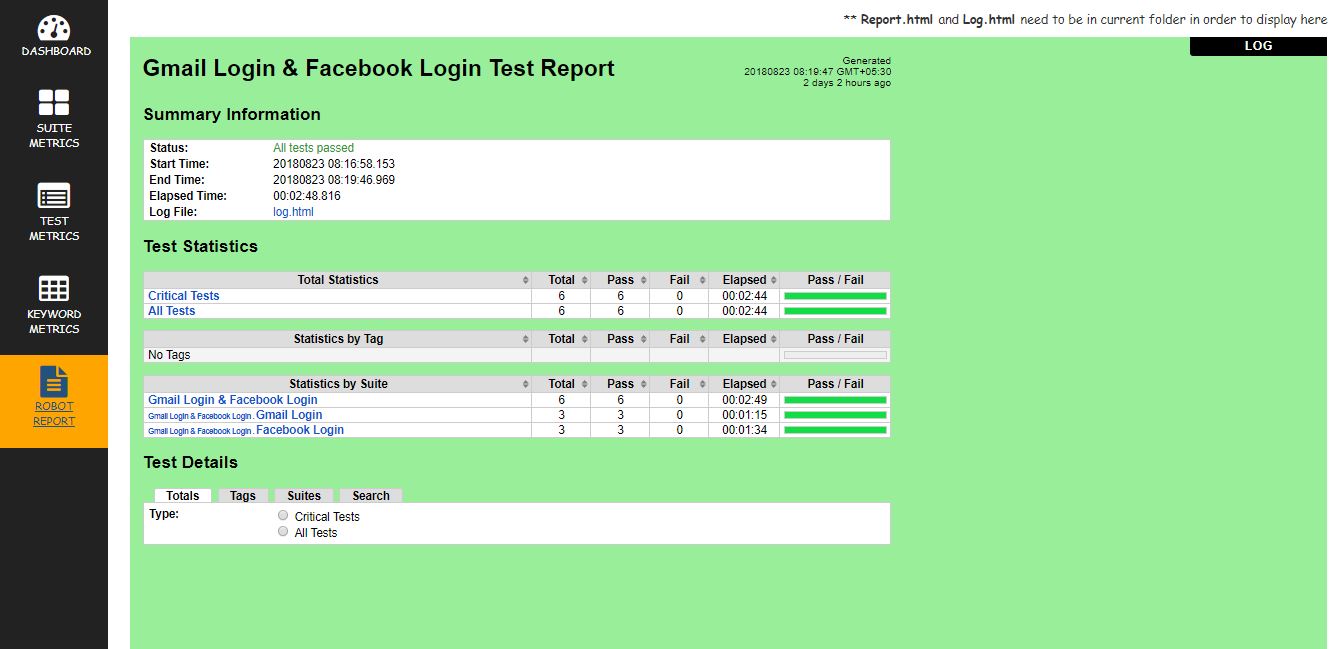 ** Report.html and Log.html need to be in current folder in order to display here
DASHBOARD
SUITE
METRICS
TEST
METRICS
KEYWORD
METRICS
ROBOT
REPORT
LOG
Gmail Login & Facebook Login Test Report
Generated
20180823 08:19:47 GMT+05:30
2 days 2 hours ago
Summary Information
Status: All tests passed
Start Time: 20180823 08:16:58.153
End Time: 20180823 08:19:46.969
Elapsed Time: 00:02:48.816
Log File: log.html
Test Statistics
Total Statistics Total Pass Fail Elapsed Pass / Fail
Critical Tests 6 6 0 00:02:44
All Tests 6 6 0 00:02:44
Statistics by Tag Total Pass Fail Elapsed Pass / Fail
No Tags
Statistics by Suite Total Pass Fail Elapsed Pass / Fail
Gmail Login & Facebook Login 6 6 0 00:02:49
Gmail Login & Facebook Login . Gmail Login 3 3 0 00:01:15
Gmail Login & Facebook Login . Facebook Login 3 3 0 00:01:34
Test Details
Totals Tags Suites Search
Type: Critical Tests
All Tests